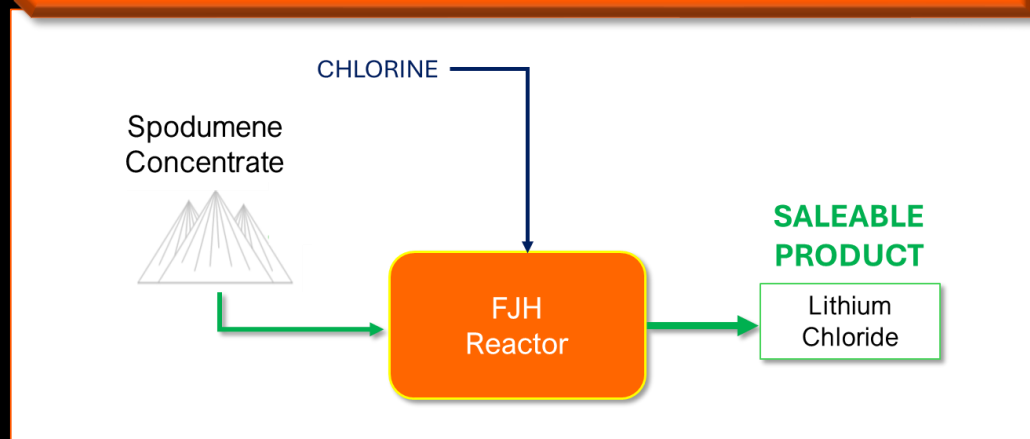 CHLORINE
Spodumene
Concentrate
SALEABLE
PRODUCT
FJH
Reactor
Lithium
Chloride